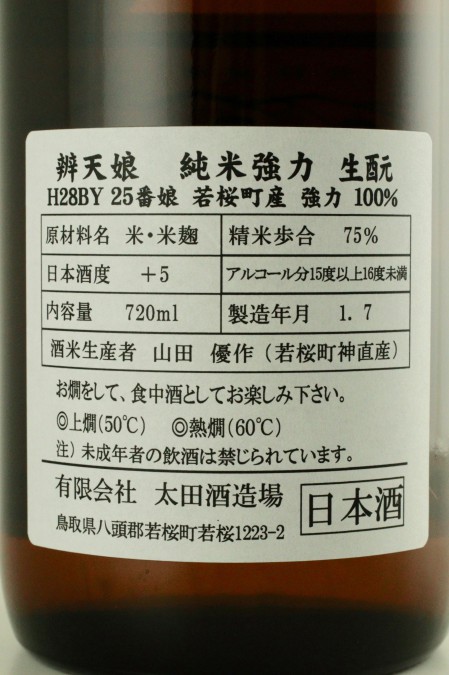 辨天娘 純米強力 生酛
H28BY 25番娘 若桜町産 強力 100%
原材料名 米・米麹 精米歩合 75%
日本酒度 +5 アルコール分15度以上16度未満
内容量 720ml 製造年月 1.7
酒米生産者 山田 優作(若桜町神直産)
お燗をして、食中酒としてお楽しみ下さい。
◎上燗(50℃) ◎熱燗(60℃)
注)未成年者の飲酒は禁じられています。
有限会社 太田酒造場
鳥取県八頭郡若桜町若桜1223-2
日本酒